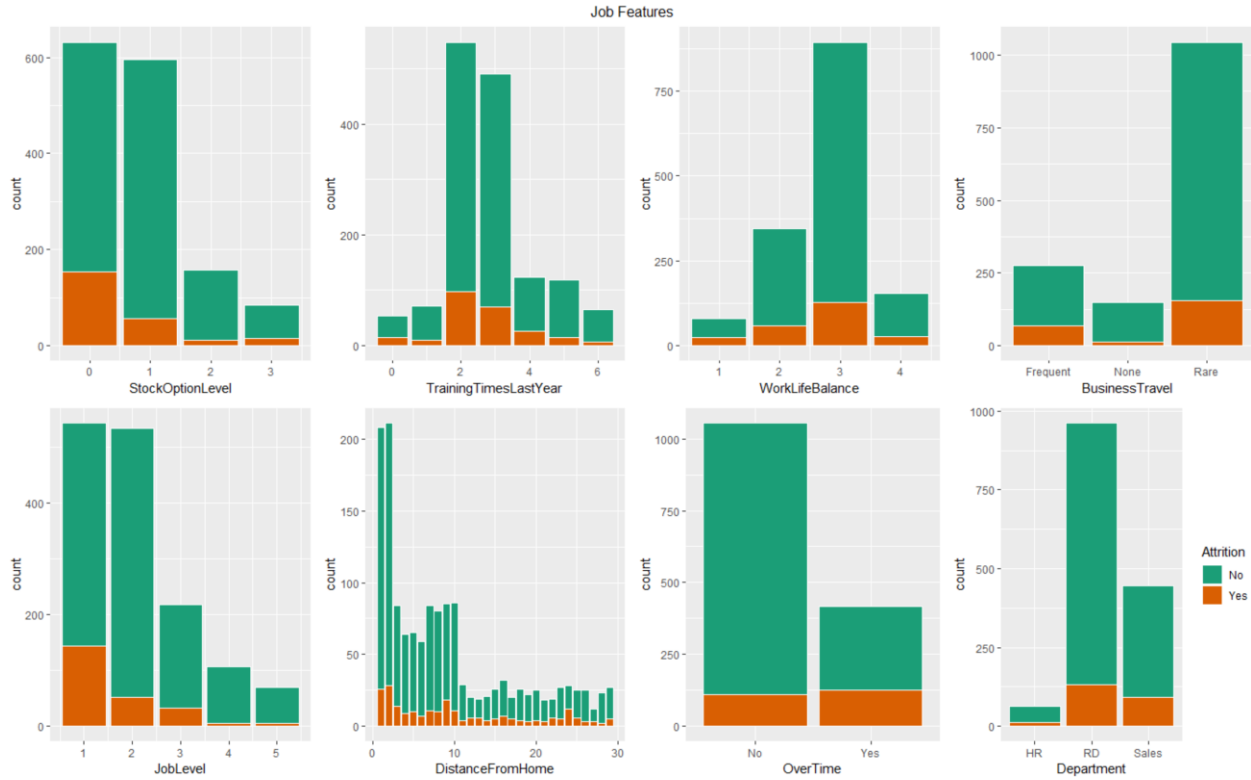 Job Features
600
400
200
0
count
0 1 2 3
StockOptionLevel
400
200
0
count
0 2 4 6
TrainingTimesLastYear
750
500
250
0
count
1 2 3 4
WorkLifeBalance
1000
750
500
250
0
count
Frequent None Rare
BusinessTravel
400
200
0
count
1 2 3 4 5
JobLevel
200
150
100
50
0
count
0 10 20 30
DistanceFromHome
1000
750
500
250
0
count
No Yes
OverTime
1000
750
500
250
0
count
HR RD Sales
Department
Attrition
No
Yes